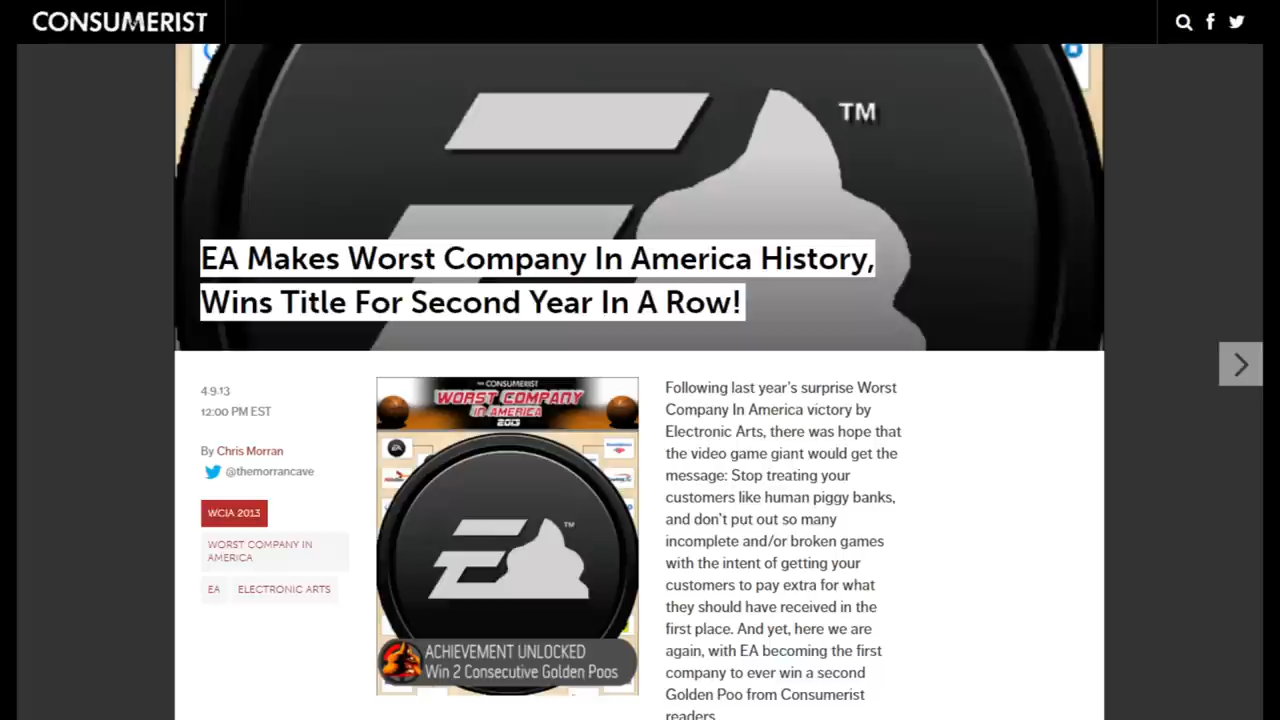 CONSUMERIST
TM
EA Makes Worst Company In America History,
Wins Title For Second Year In A Row!
4.9.13
12:00 PM EST
By Chris Morran
@themorrancave
WCIA 2013
WORST COMPANY IN
AMERICA
EA
ELECTRONIC ARTS
CONSUMERIST
WORST COMPANY
IN AMERICA
2013
EA
TM
ACHIEVEMENT UNLOCKED
Win 2 Consecutive Golden Poos
Following last year's surprise Worst
Company In America victory by
Electronic Arts, there was hope that
the video game giant would get the
message: Stop treating your
customers like human piggy banks,
and don't put out so many
incomplete and/or broken games
with the intent of getting your
customers to pay extra for what
they should have received in the
first place. And yet, here we are
again, with EA becoming the first
company to ever win a second
Golden Poo from Consumerist
readers.